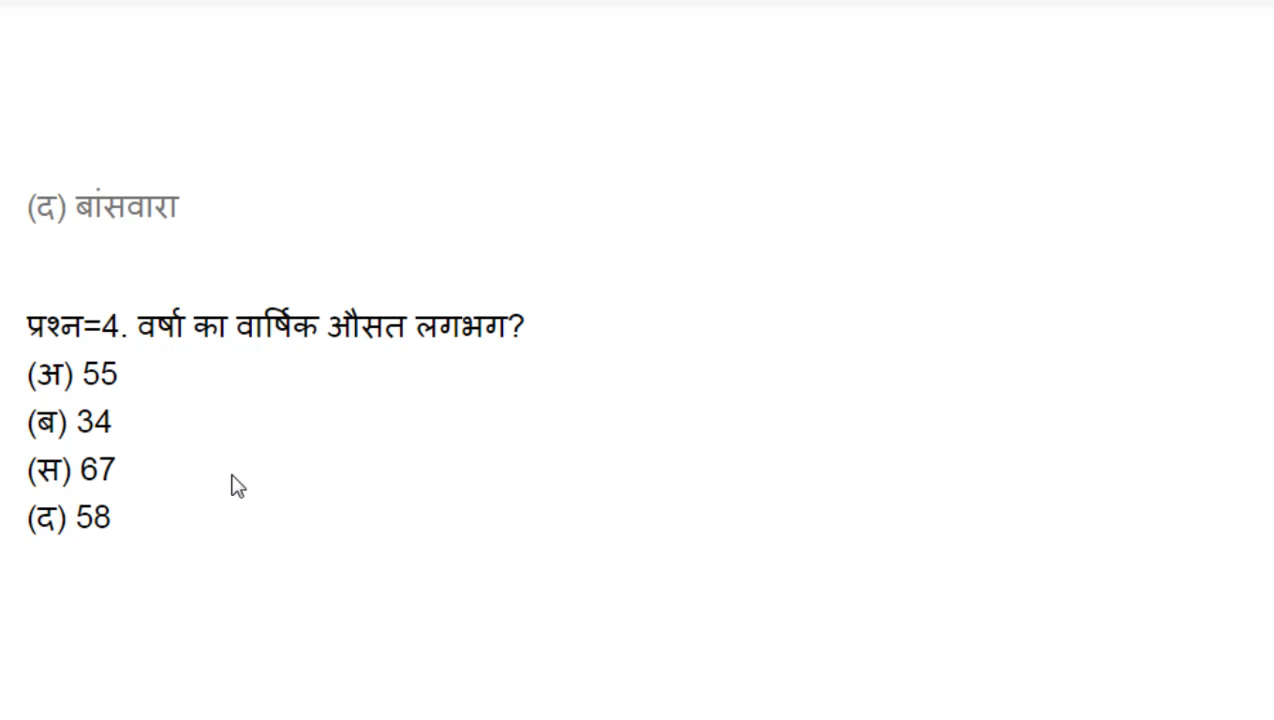 (द) बांसवारा
प्रश्न=4. वर्षा का वार्षिक औसत लगभग?
(अ) 55
(ब) 34
(स) 67
(द) 58